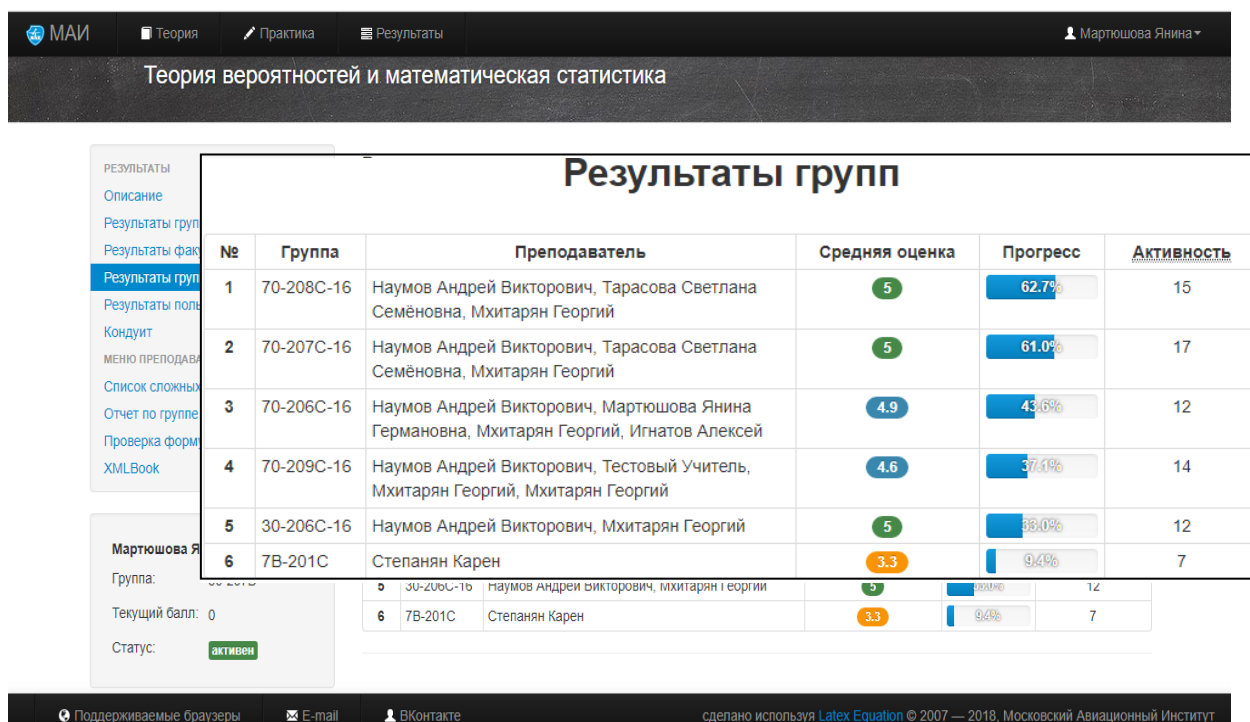 МАИ Теория Практика Результаты Мартюшова Янина
Теория вероятностей и математическая статистика
РЕЗУЛЬТАТЫ
Описание
Результаты груп
Результаты фак
Результаты груп
Результаты поль
Кондуит
МЕНЮ ПРЕПОДАВА
Список сложных
Отчет по группе
Проверка форму
XMLBook
Результаты групп
№ Группа Преподаватель Средняя оценка Прогресс Активность
1 70-208С-16 Наумов Андрей Викторович, Тарасова Светлана 5 62.7% 15
Семёновна, Мхитарян Георгий
2 70-207С-16 Наумов Андрей Викторович, Тарасова Светлана 5 61.0% 17
Семёновна, Мхитарян Георгий
3 70-206С-16 Наумов Андрей Викторович, Мартюшова Янина 4.9 43.6% 12
Германовна, Мхитарян Георгий, Игнатов Алексей
4 70-209С-16 Наумов Андрей Викторович, Тестовый Учитель, 4.6 37.1% 14
Мхитарян Георгий, Мхитарян Георгий
5 30-206С-16 Наумов Андрей Викторович, Мхитарян Георгий 5 33.0% 12
6 7В-201С Степанян Карен 3.3 9.4% 7
5 30-206С-16 Наумов Андрей Викторович, Мхитарян Георгий 5 33.0% 12
6 7В-201С Степанян Карен 3.3 9.4% 7
Мартюшова Я
Группа:
Текущий балл: 0
Статус: активен
Поддерживаемые браузеры E-mail ВКонтакте сделано используя Latex Equation © 2007 — 2018, Московский Авиационный Институт